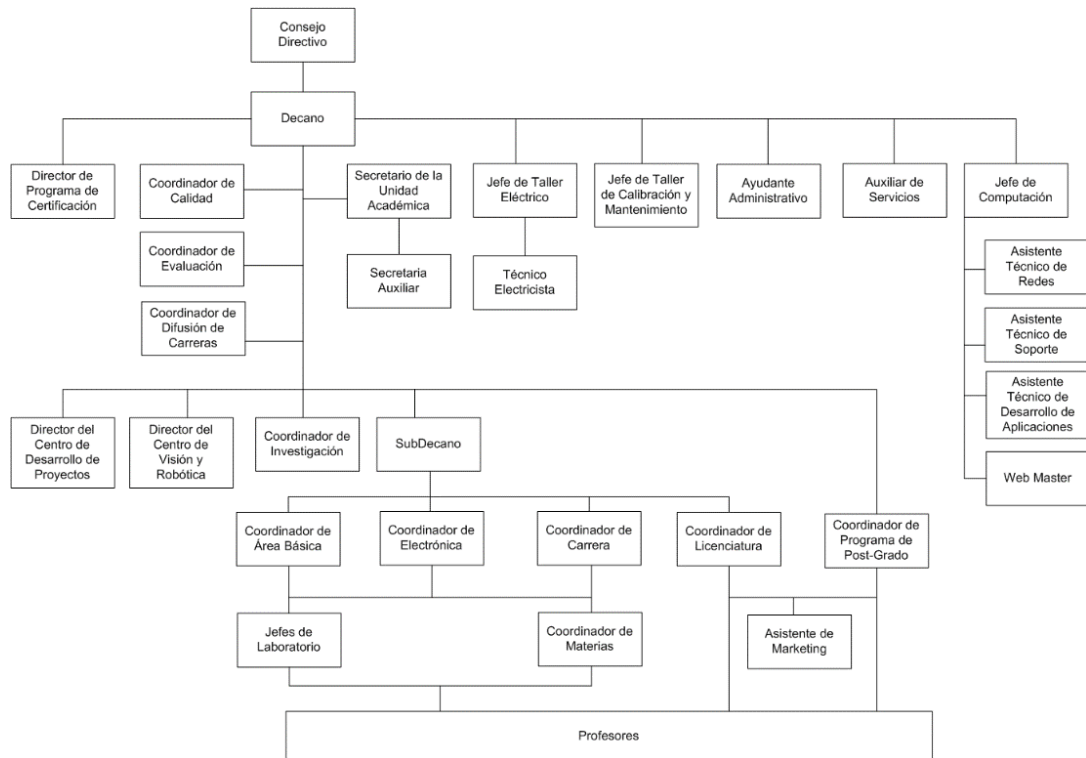 Consejo
Directivo
Decano
Director de
Programa de
Certificación
Coordinador de
Calidad
Secretario de la
Unidad
Académica
Jefe de Taller
Eléctrico
Jefe de Taller
de Calibración y
Mantenimiento
Ayudante
Administrativo
Auxiliar de
Servicios
Jefe de
Computación
Coordinador de
Evaluación
Secretaria
Auxiliar
Técnico
Electricista
Asistente
Técnico de
Redes
Coordinador de
Difusión de
Carreras
Asistente
Técnico de
Soporte
Asistente
Técnico de
Desarrollo de
Aplicaciones
Web Master
Director del
Centro de
Desarrollo de
Proyectos
Director del
Centro de
Visión y
Robótica
Coordinador de
Investigación
SubDecano
Coordinador de
Área Básica
Coordinador de
Electrónica
Coordinador de
Carrera
Coordinador de
Licenciatura
Coordinador de
Programa de
Post-Grado
Jefes de
Laboratorio
Coordinador de
Materias
Asistente de
Marketing
Profesores